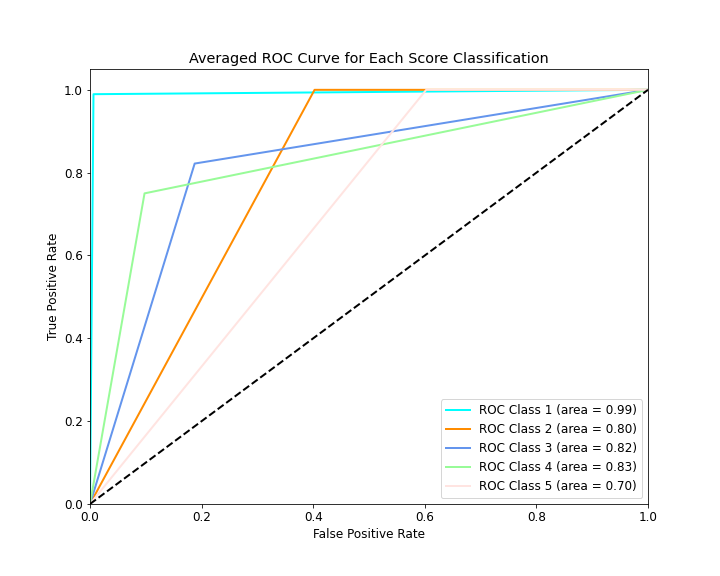 Averaged ROC Curve for Each Score Classification
True Positive Rate
1.0
0.8
0.6
0.4
0.2
0.0
ROC Class 1 (area = 0.99)
ROC Class 2 (area = 0.80)
ROC Class 3 (area = 0.82)
ROC Class 4 (area = 0.83)
ROC Class 5 (area = 0.70)
0.0 0.2 0.4 0.6 0.8 1.0
False Positive Rate